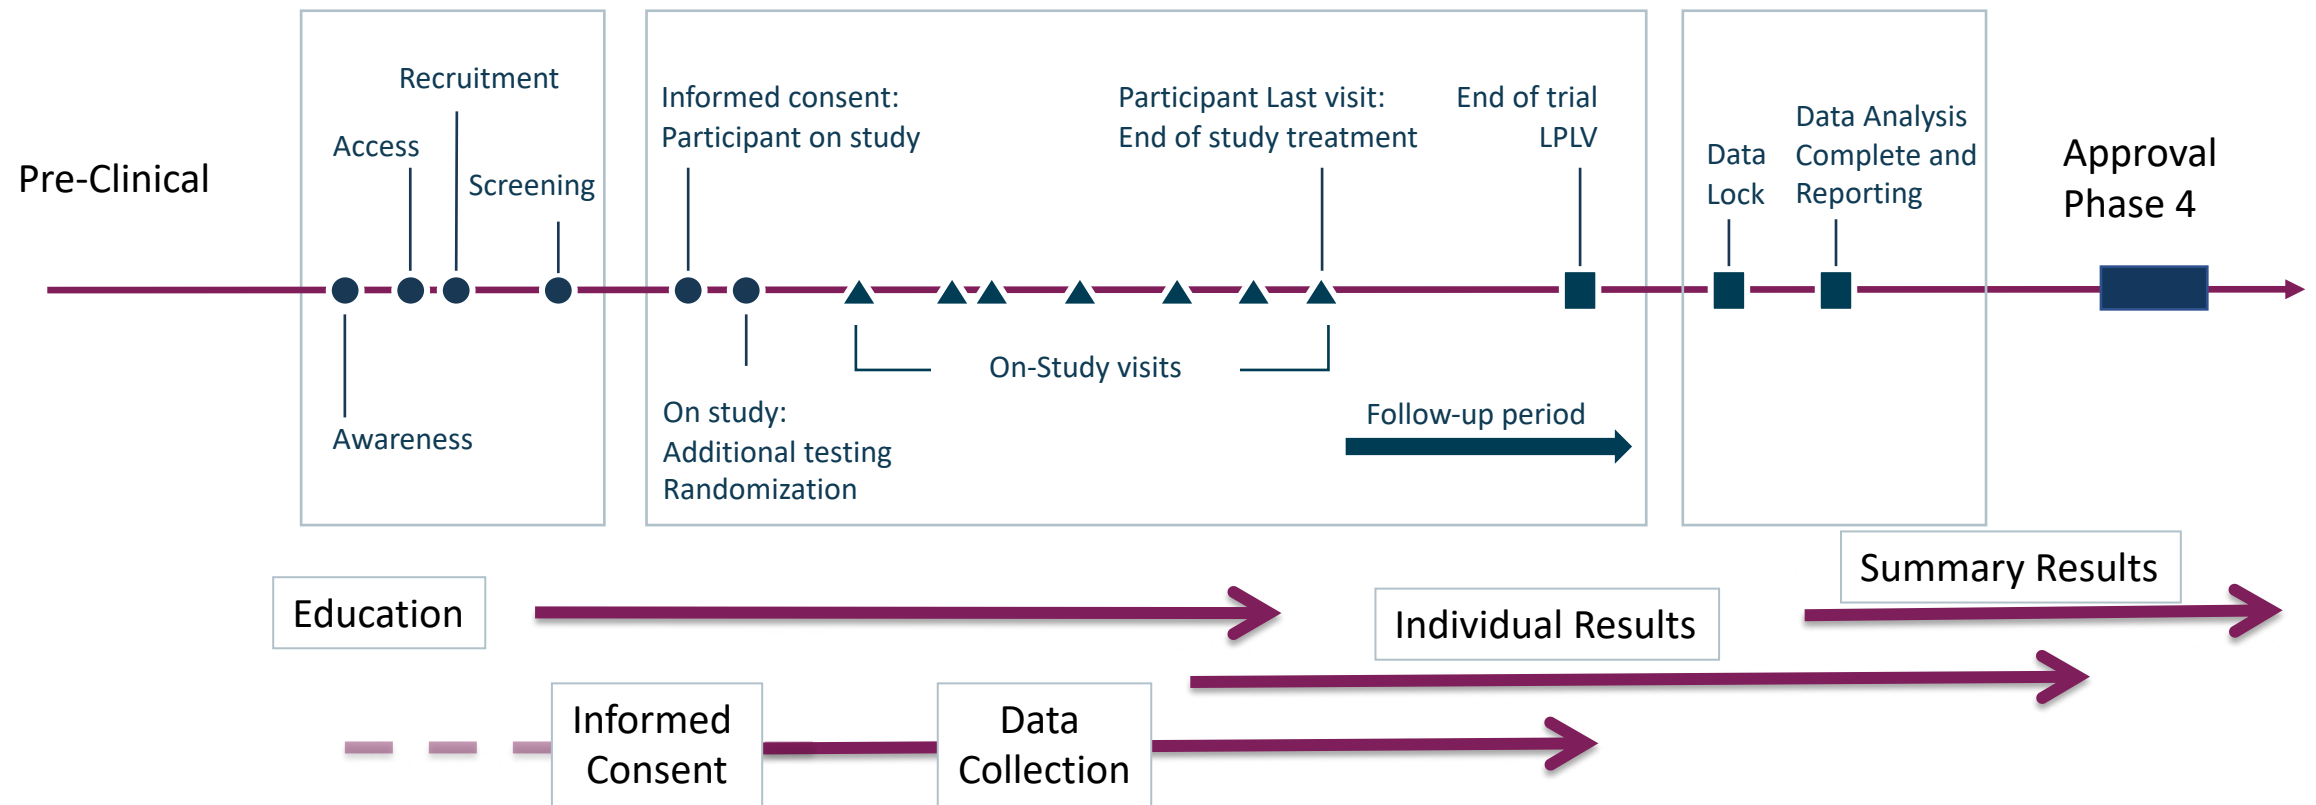 Pre-Clinical
Recruitment
Access
Screening
Awareness
Informed consent:
Participant on study
On study:
Additional testing
Randomization
On-Study visits
Participant Last visit:
End of study treatment
End of trial
LPLV
Follow-up period
Data
Lock
Data Analysis
Complete and
Reporting
Approval
Phase 4
Education
Informed
Consent
Data
Collection
Individual Results
Summary Results